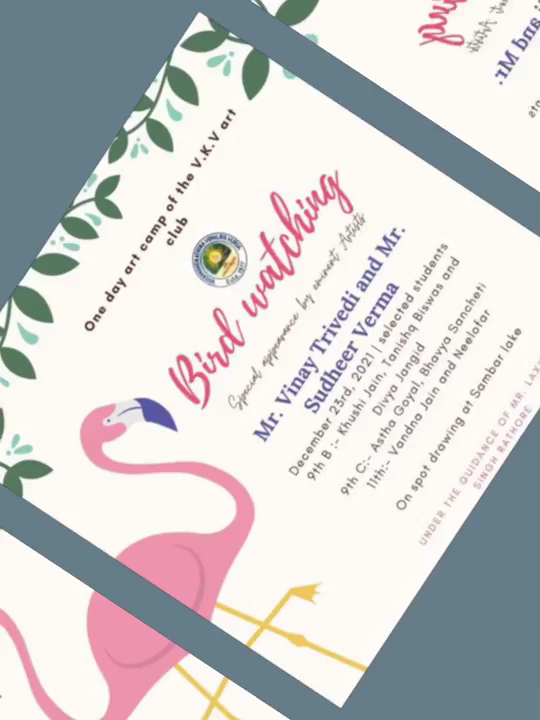 One day art camp of the V.K.V art
club
Bird watching
Special appearance by eminent Artists
Mr. Vinay Trivedi and Mr.
Sudheer Verma
December 23rd, 2021 | selected students
9th B :- Khushi Jain, Tanishq Biswas and
Divya Jangid
9th C:- Astha Goyal, Bhavya Sancheti
11th:- Vandna Jain and Neelofar
On spot drawing at Sambar lake
UNDER THE GUIDANCE OF MR. LAX
SINGH RATHORE
and Mr.